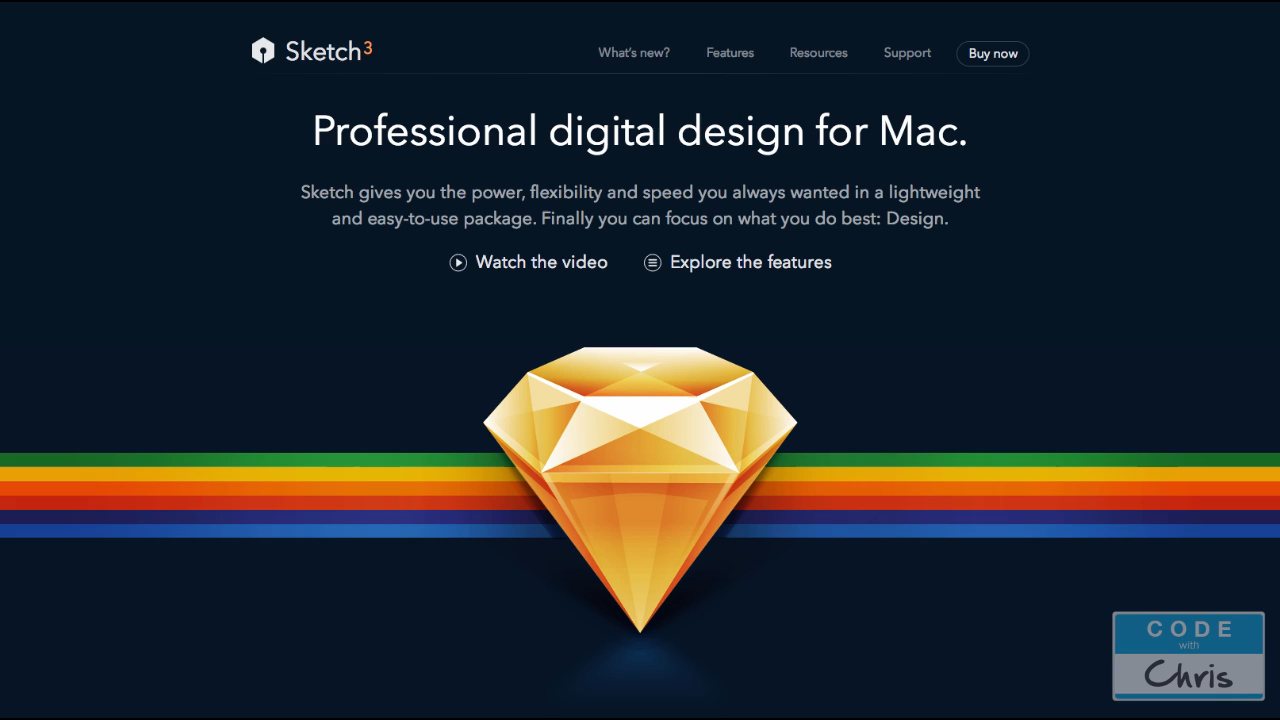 Sketch3
What's new?
Features
Resources
Support
Buy now
Professional digital design for Mac.
Sketch gives you the power, flexibility and speed you always wanted in a lightweight
and easy-to-use package. Finally you can focus on what you do best: Design.
Watch the video
Explore the features
CODE
with
Chris